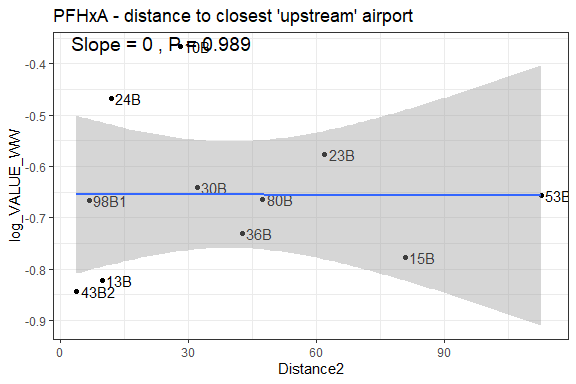 PFHxA - distance to closest 'upstream' airport
Slope = 0 , P = 0.989
10B
24B
23B
30B
53B
98B1
80B
36B
15B
13B
43B2
-0.4
-0.5
-0.6
-0.7
-0.8
-0.9
log_VALUE_WW
0
30
60
90
Distance2